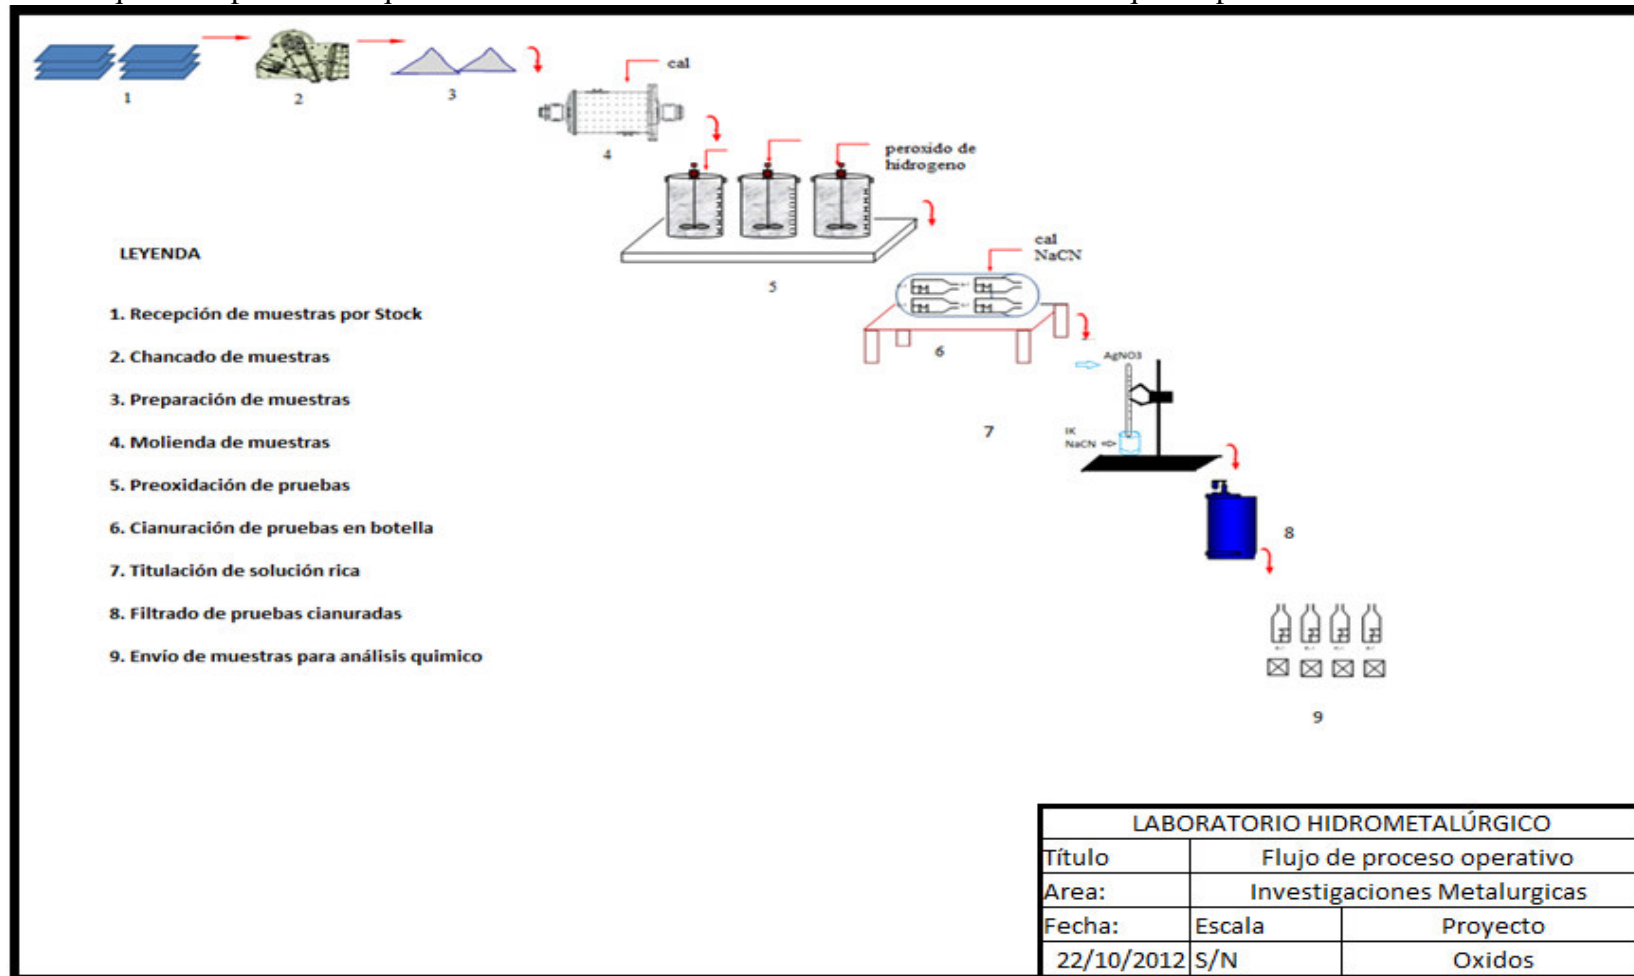 1
2
3
cal
4
peroxido de
hidrogeno
5
cal
NaCN
6
AgNO3
IK
NaCN
7
8
9
LEYENDA
1. Recepción de muestras por Stock
2. Chancado de muestras
3. Preparación de muestras
4. Molienda de muestras
5. Preoxidación de pruebas
6. Cianuración de pruebas en botella
7. Titulación de solución rica
8. Filtrado de pruebas cianuradas
9. Envío de muestras para análisis quimico
LABORATORIO HIDROMETALÚRGICO
Título Flujo de proceso operativo
Area: Investigaciones Metalurgicas
Fecha: Escala Proyecto
22/10/2012 S/N Oxidos